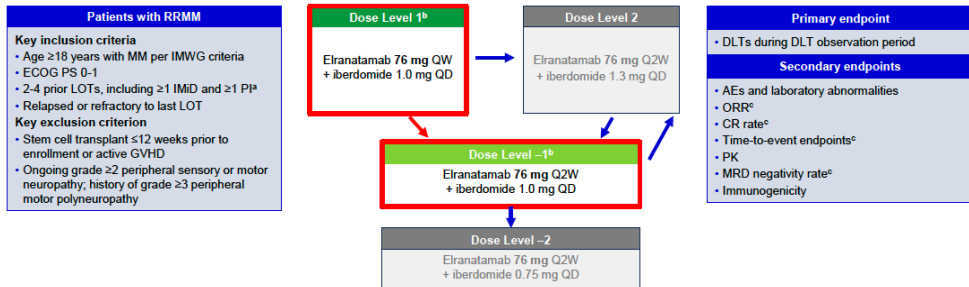 Patients with RRMM
Key inclusion criteria
• Age ≥18 years with MM per IMWG criteria
• ECOG PS 0-1
• 2-4 prior LOTs, including ≥1 IMiD and ≥1 PIᵃ
• Relapsed or refractory to last LOT
Key exclusion criterion
• Stem cell transplant ≤12 weeks prior to
enrollment or active GVHD
• Ongoing grade ≥2 peripheral sensory or motor
neuropathy; history of grade ≥3 peripheral
motor polyneuropathy
Dose Level 1ᵇ
Elranatamab 76 mg QW
+ iberdomide 1.0 mg QD
Dose Level 2
Elranatamab 76 mg Q2W
+ iberdomide 1.3 mg QD
Dose Level –1ᵇ
Elranatamab 76 mg Q2W
+ iberdomide 1.0 mg QD
Dose Level –2
Elranatamab 76 mg Q2W
+ iberdomide 0.75 mg QD
Primary endpoint
• DLTs during DLT observation period
Secondary endpoints
• AEs and laboratory abnormalities
• ORRᶜ
• CR rateᶜ
• Time-to-event endpointsᶜ
• PK
• MRD negativity rateᶜ
• Immunogenicity